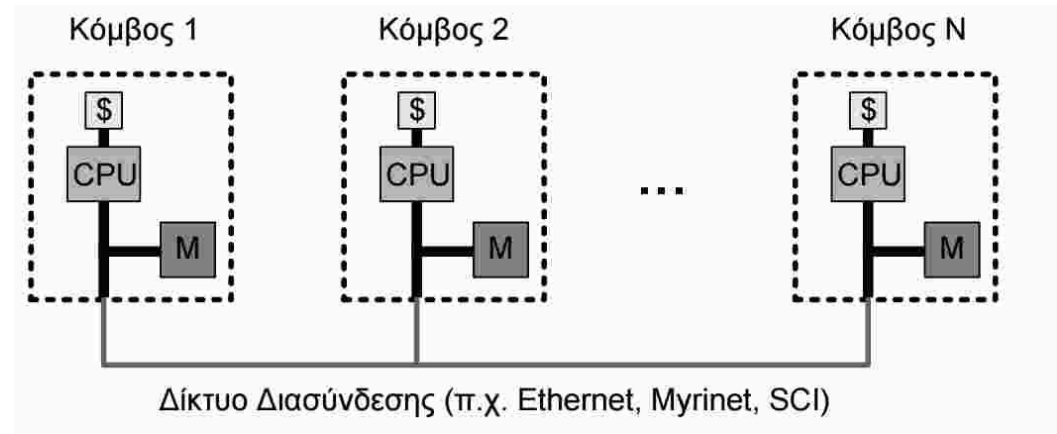 Κόμβος 1 Κόμβος 2 Κόμβος N
$ $ $
CPU CPU ... CPU
M M M
Δίκτυο Διασύνδεσης (π.χ. Ethernet, Myrinet, SCI)